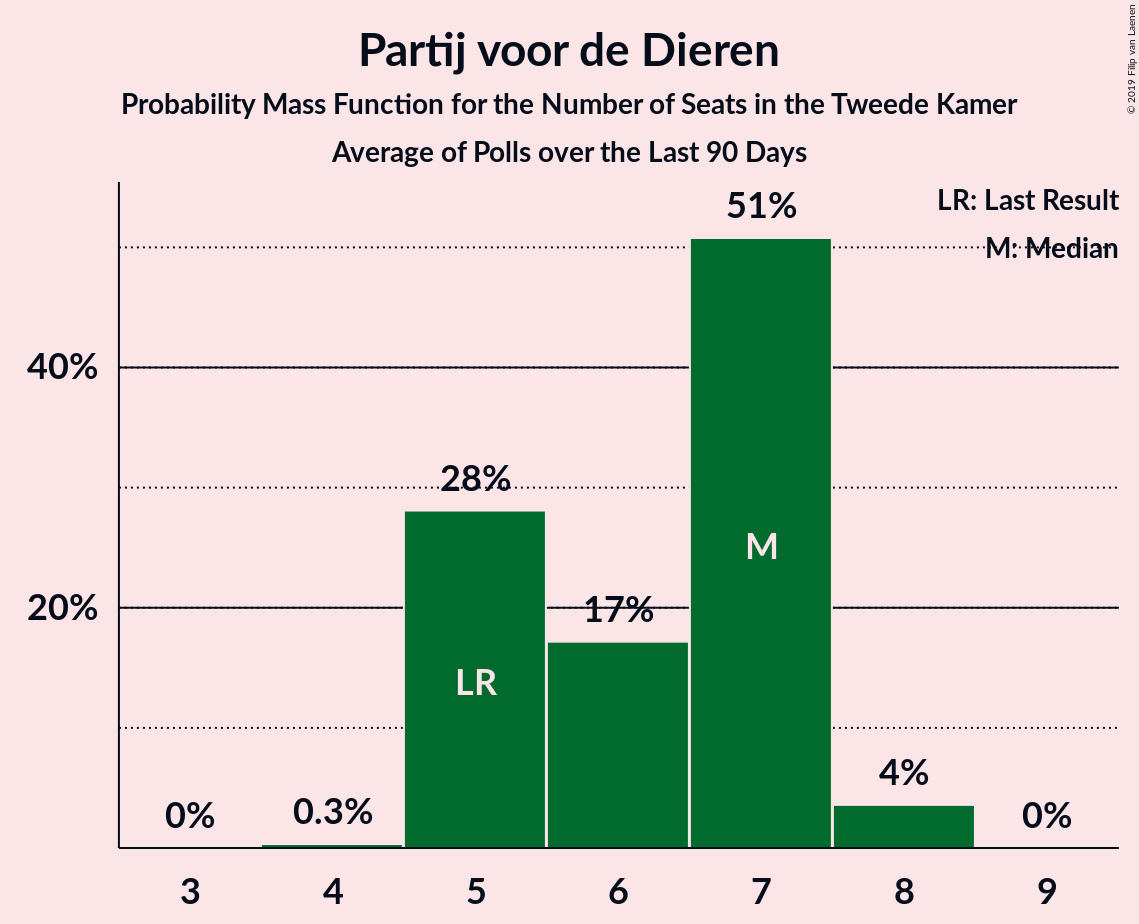 Partij voor de Dieren
Probability Mass Function for the Number of Seats in the Tweede Kamer
Average of Polls over the Last 90 Days
© 2019 Filip van Laenen
LR: Last Result
M: Median
51%
40%
28%
M
20%
17%
LR
4%
0%
0.3%
0%
3 4 5 6 7 8 9